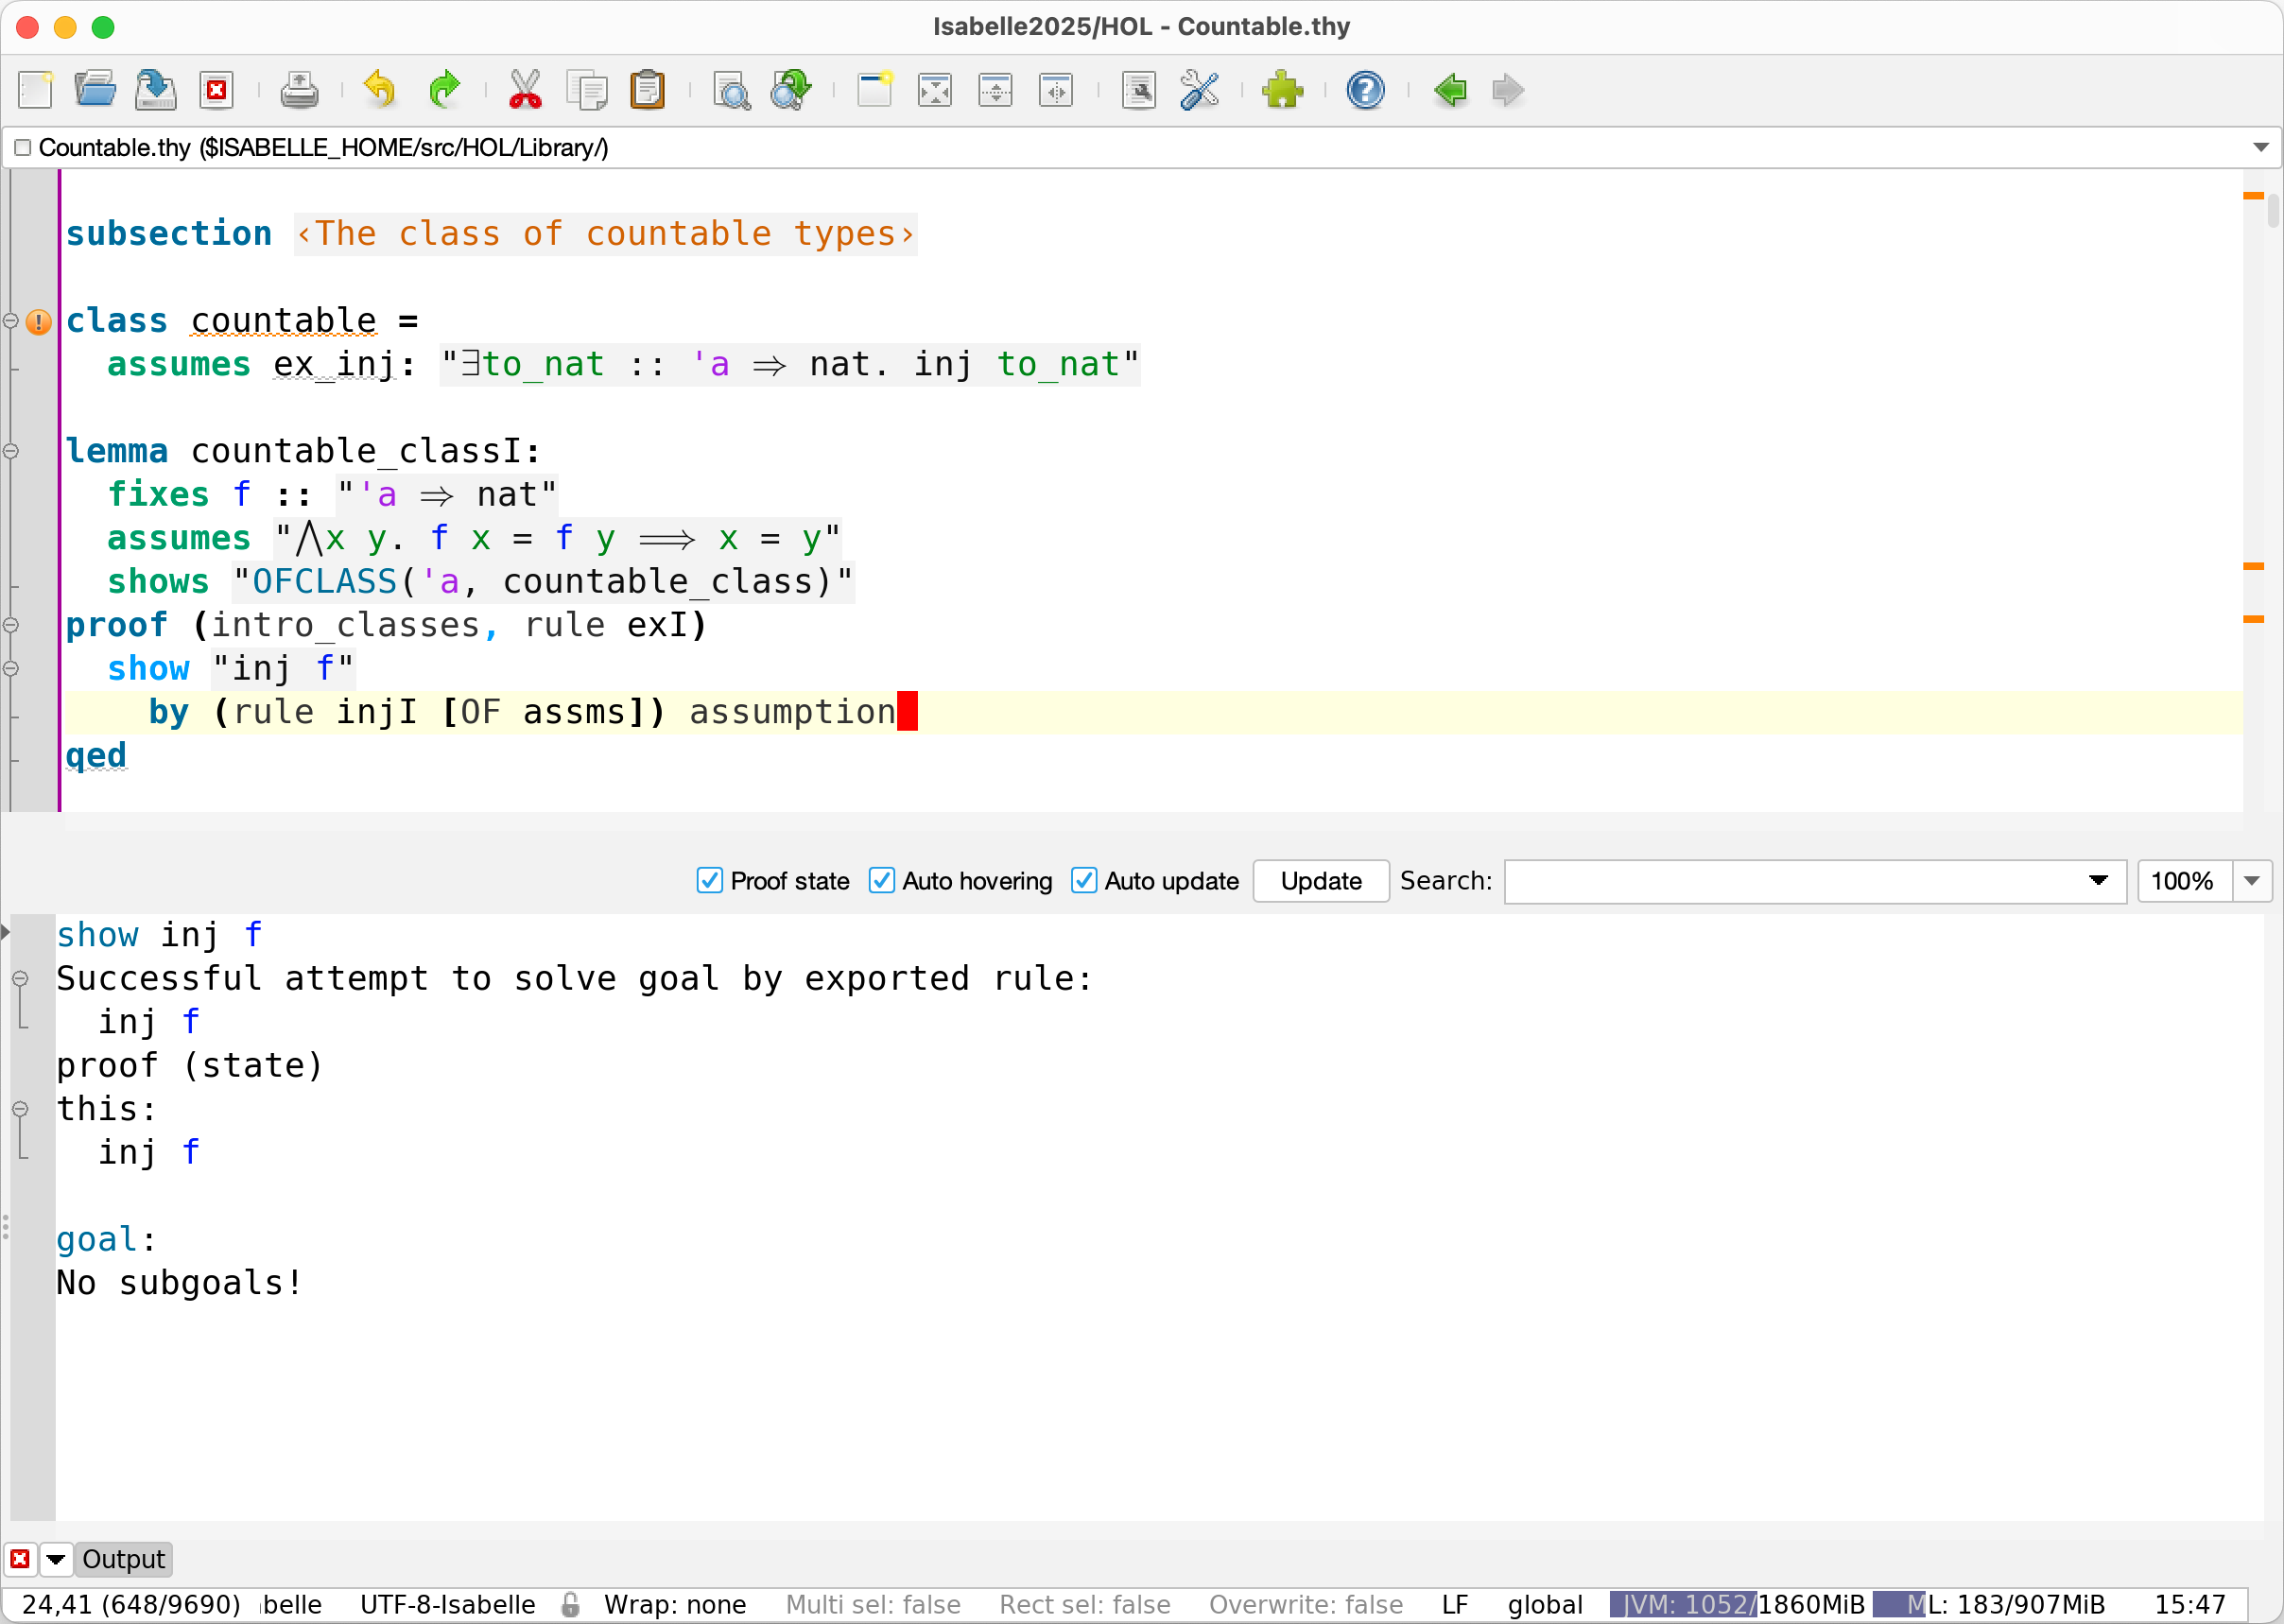 Isabelle2025/HOL - Countable.thy
Countable.thy ($ISABELLE_HOME/src/HOL/Library/)
subsection ‹The class of countable types›
class countable =
assumes ex_inj: "∃to_nat :: 'a ⇒ nat. inj to_nat"
lemma countable_classI:
fixes f :: "'a ⇒ nat"
assumes "⋀x y. f x = f y ⟹ x = y"
shows "OFCLASS('a, countable_class)"
proof (intro_classes, rule exI)
show "inj f"
by (rule injI [OF assms]) assumption
qed
Proof state Auto hovering Auto update Update Search: 100%
show inj f
Successful attempt to solve goal by exported rule:
inj f
proof (state)
this:
inj f
goal:
No subgoals!
Output
24,41 (648/9690) belle UTF-8-Isabelle Wrap: none Multi sel: false Rect sel: false Overwrite: false LF global JVM: 1052/1860MiB ML: 183/907MiB 15:47